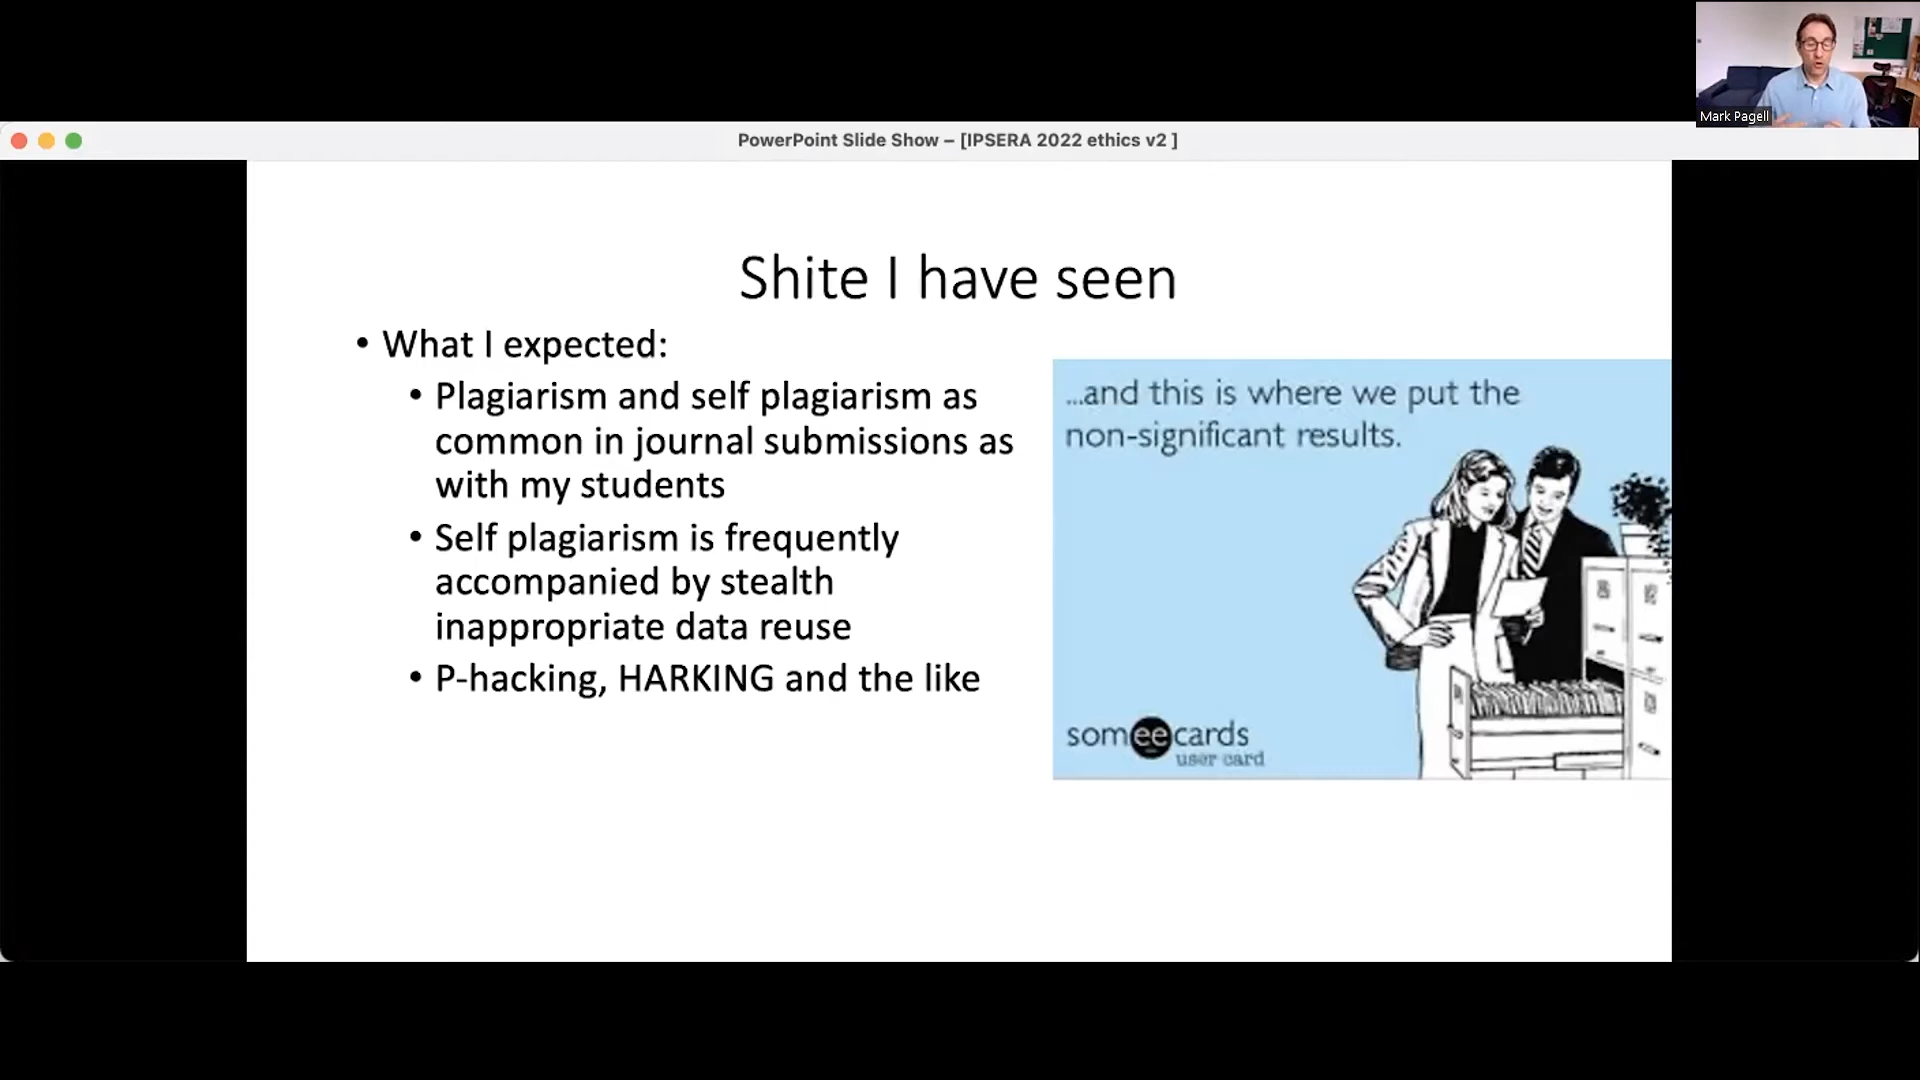 Mark Pagell
PowerPoint Slide Show – [IPSERA 2022 ethics v2 ]
Shite I have seen
• What I expected:
• Plagiarism and self plagiarism as
common in journal submissions as
with my students
• Self plagiarism is frequently
accompanied by stealth
inappropriate data reuse
• P-hacking, HARKING and the like
...and this is where we put the
non-significant results.
someecards
user card